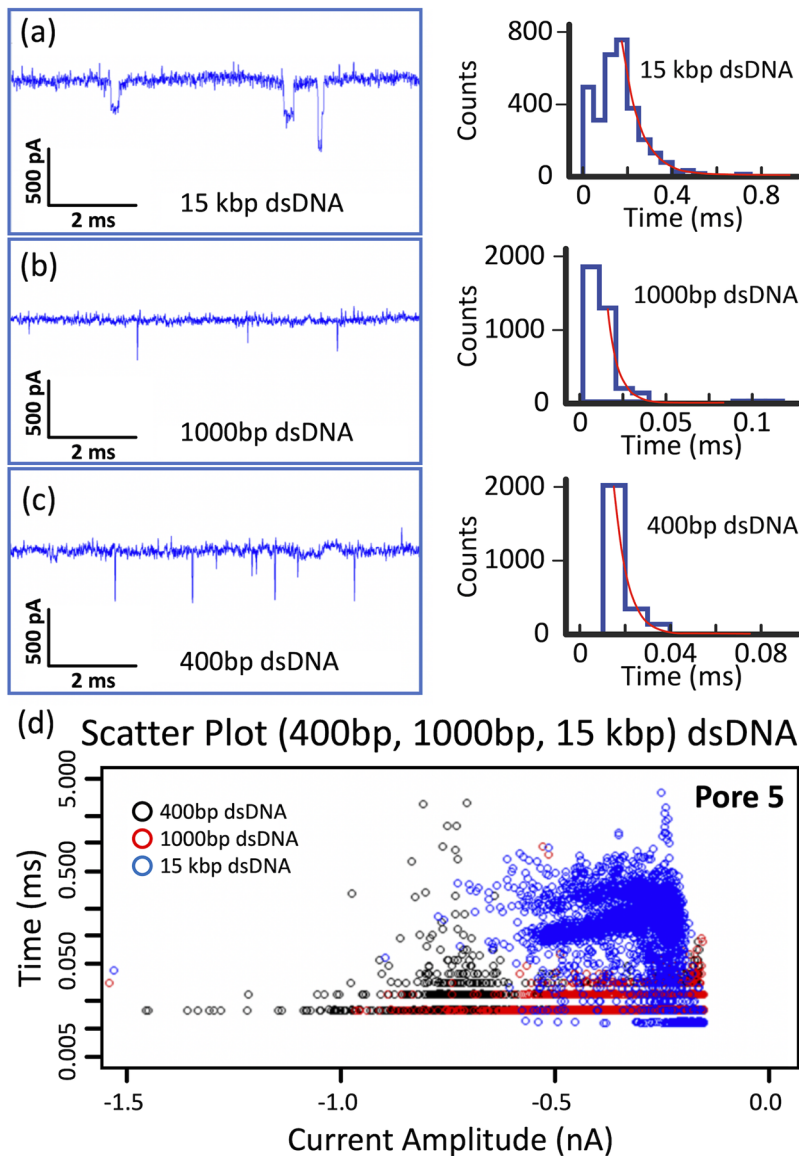 (a)
500 pA
2 ms
15 kbp dsDNA
800
400
0
Counts
15 kbp dsDNA
0 0.4 0.8
Time (ms)
(b)
500 pA
2 ms
1000bp dsDNA
2000
1000
0
Counts
1000bp dsDNA
0 0.05 0.1
Time (ms)
(c)
500 pA
2 ms
400bp dsDNA
2000
1000
0
Counts
400bp dsDNA
0 0.04 0.08
Time (ms)
(d)
Scatter Plot (400bp, 1000bp, 15 kbp) dsDNA
Pore 5
400bp dsDNA
1000bp dsDNA
15 kbp dsDNA
5.000
0.500
0.050
0.005
Time (ms)
-1.5 -1.0 -0.5 0.0
Current Amplitude (nA)